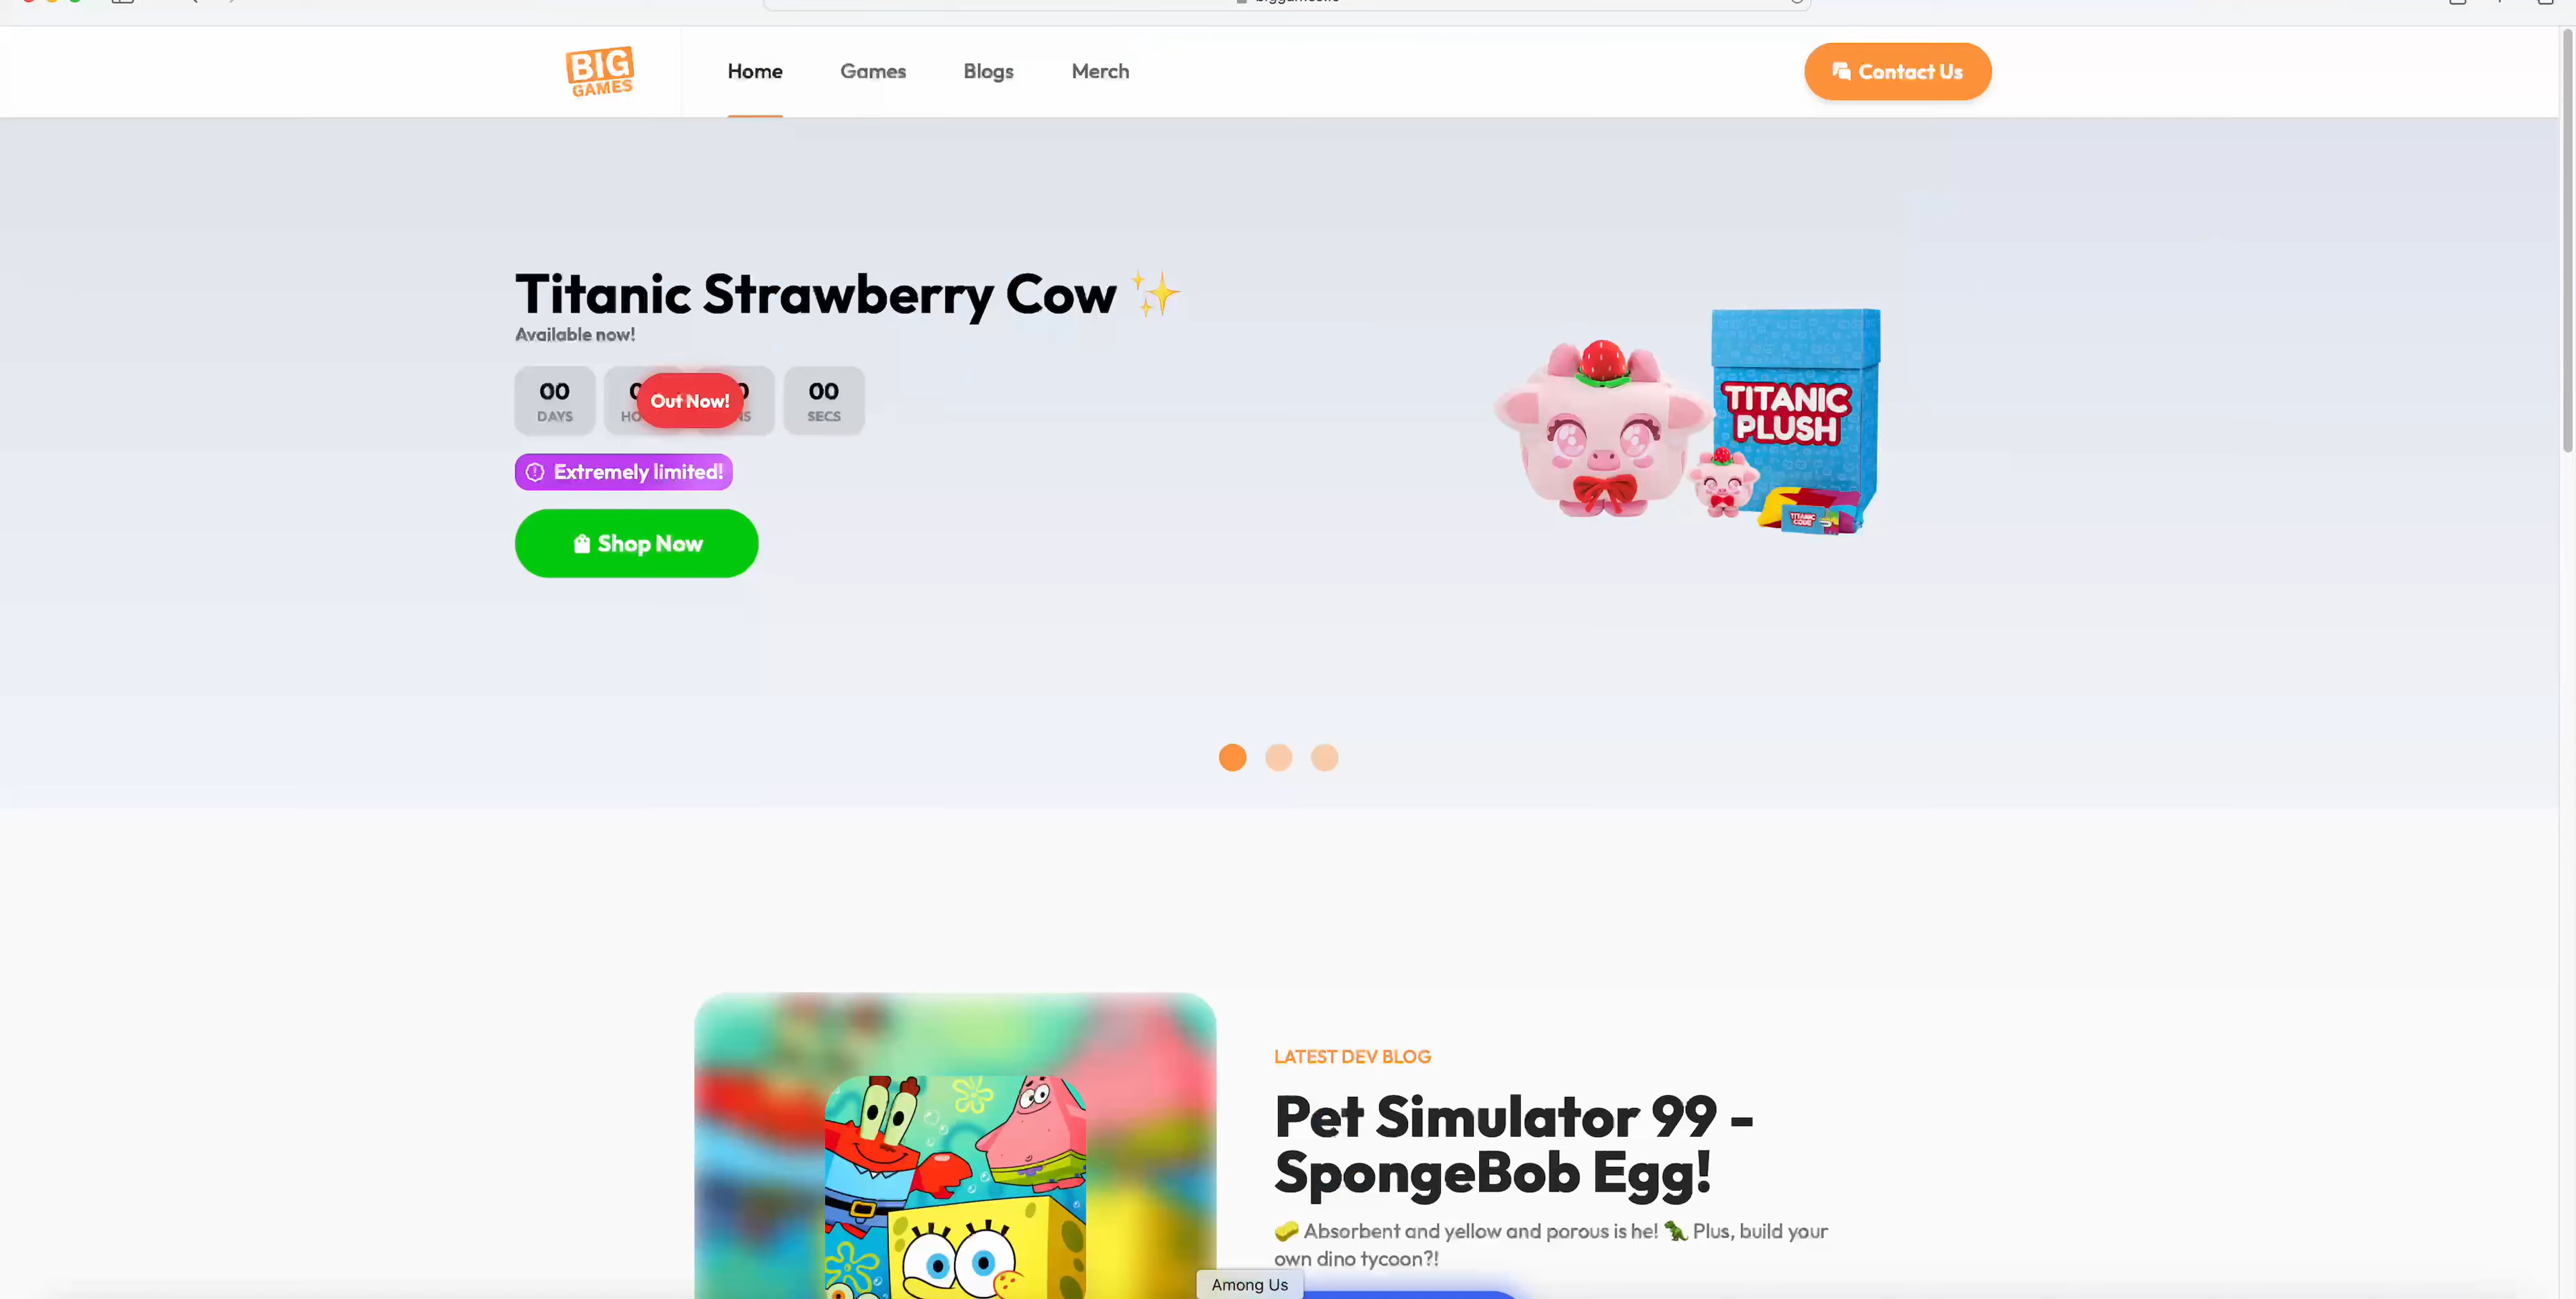 BIG
GAMES
Home
Games
Blogs
Merch
Contact Us
Titanic Strawberry Cow
Available now!
00
DAYS
00
SECS
Out Now!
Extremely limited!
Shop Now
TITANIC
PLUSH
TITANIC
CODE
LATEST DEV BLOG
Pet Simulator 99 -
SpongeBob Egg!
Absorbent and yellow and porous is he! Plus, build your
own dino tycoon?!
Among Us